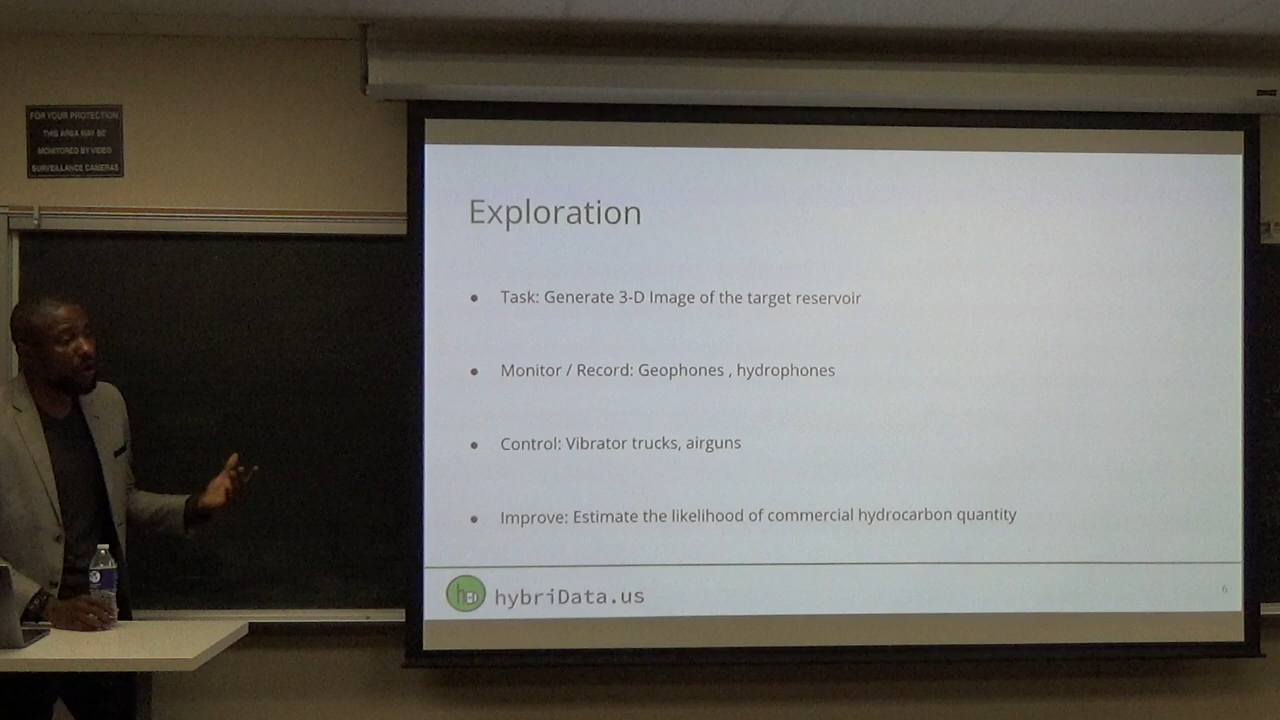 FOR YOUR PROTECTION
THIS AREA MAY BE
MONITORED BY VIDEO
SURVEILLANCE CAMERAS
Exploration
• Task: Generate 3-D Image of the target reservoir
• Monitor / Record: Geophones , hydrophones
• Control: Vibrator trucks, airguns
• Improve: Estimate the likelihood of commercial hydrocarbon quantity
hybriData.us
6